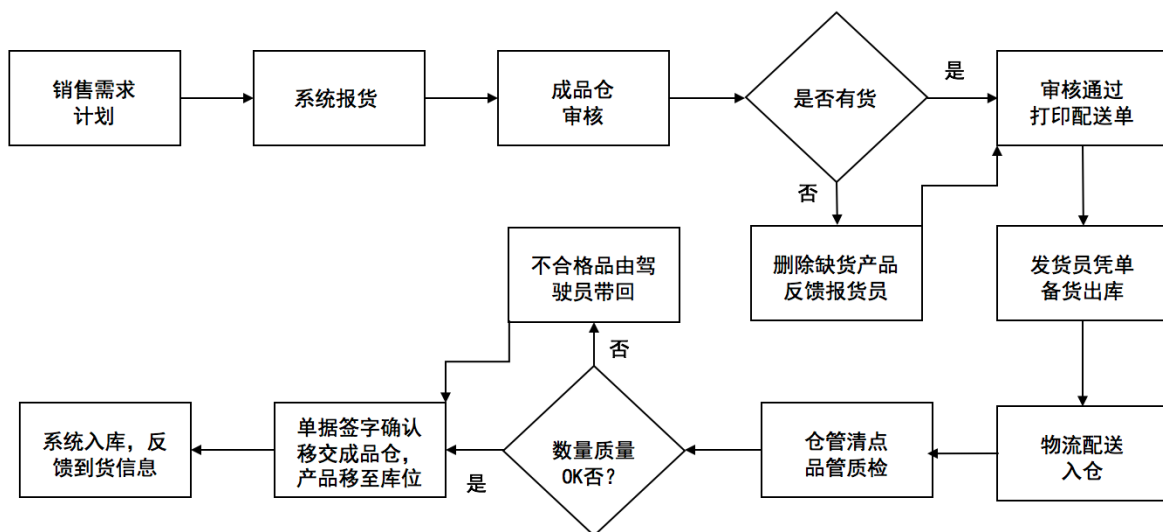 销售需求
计划
系统报货
成品仓
审核
是否有货
是
审核通过
打印配送单
否
删除缺货产品
反馈报货员
发货员凭单
备货出库
物流配送
入仓
仓管清点
品管质检
数量质量
OK否？
否
不合格品由驾
驶员带回
是
单据签字确认
移交成品仓，
产品移至库位
系统入库，反
馈到货信息